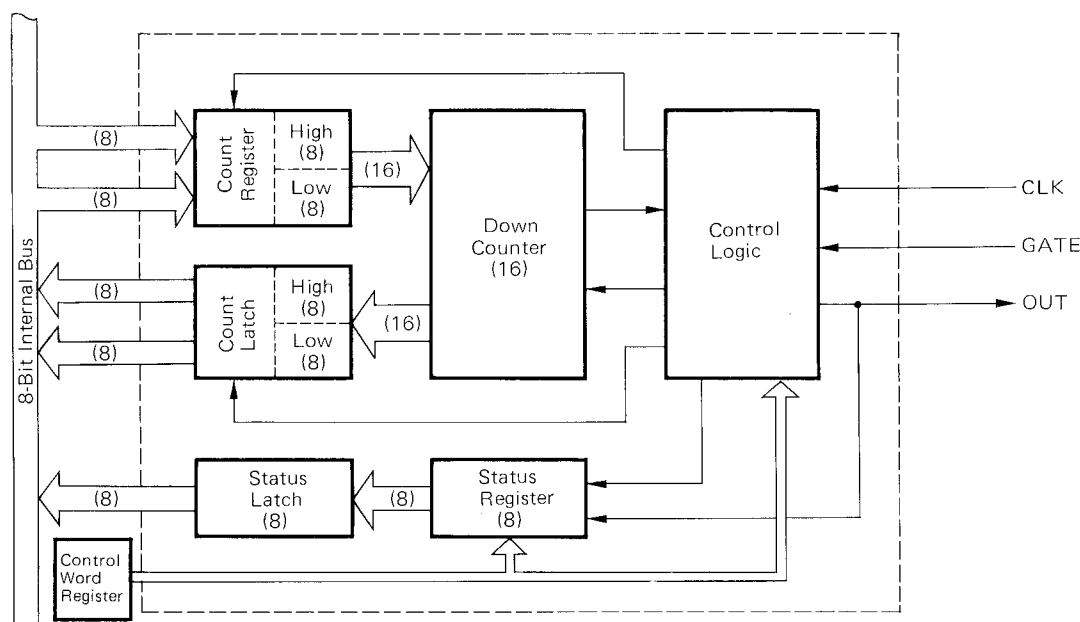 8-Bit Internal Bus
(8)
(8)
Count
Register
High
(8)
Low
(8)
(16)
Down
Counter
(16)
Control
Logic
CLK
GATE
OUT
(8)
(8)
Count
Latch
High
(8)
Low
(8)
(16)
(8)
Status
Latch
(8)
(8)
Status
Register
(8)
Control
Word
Register